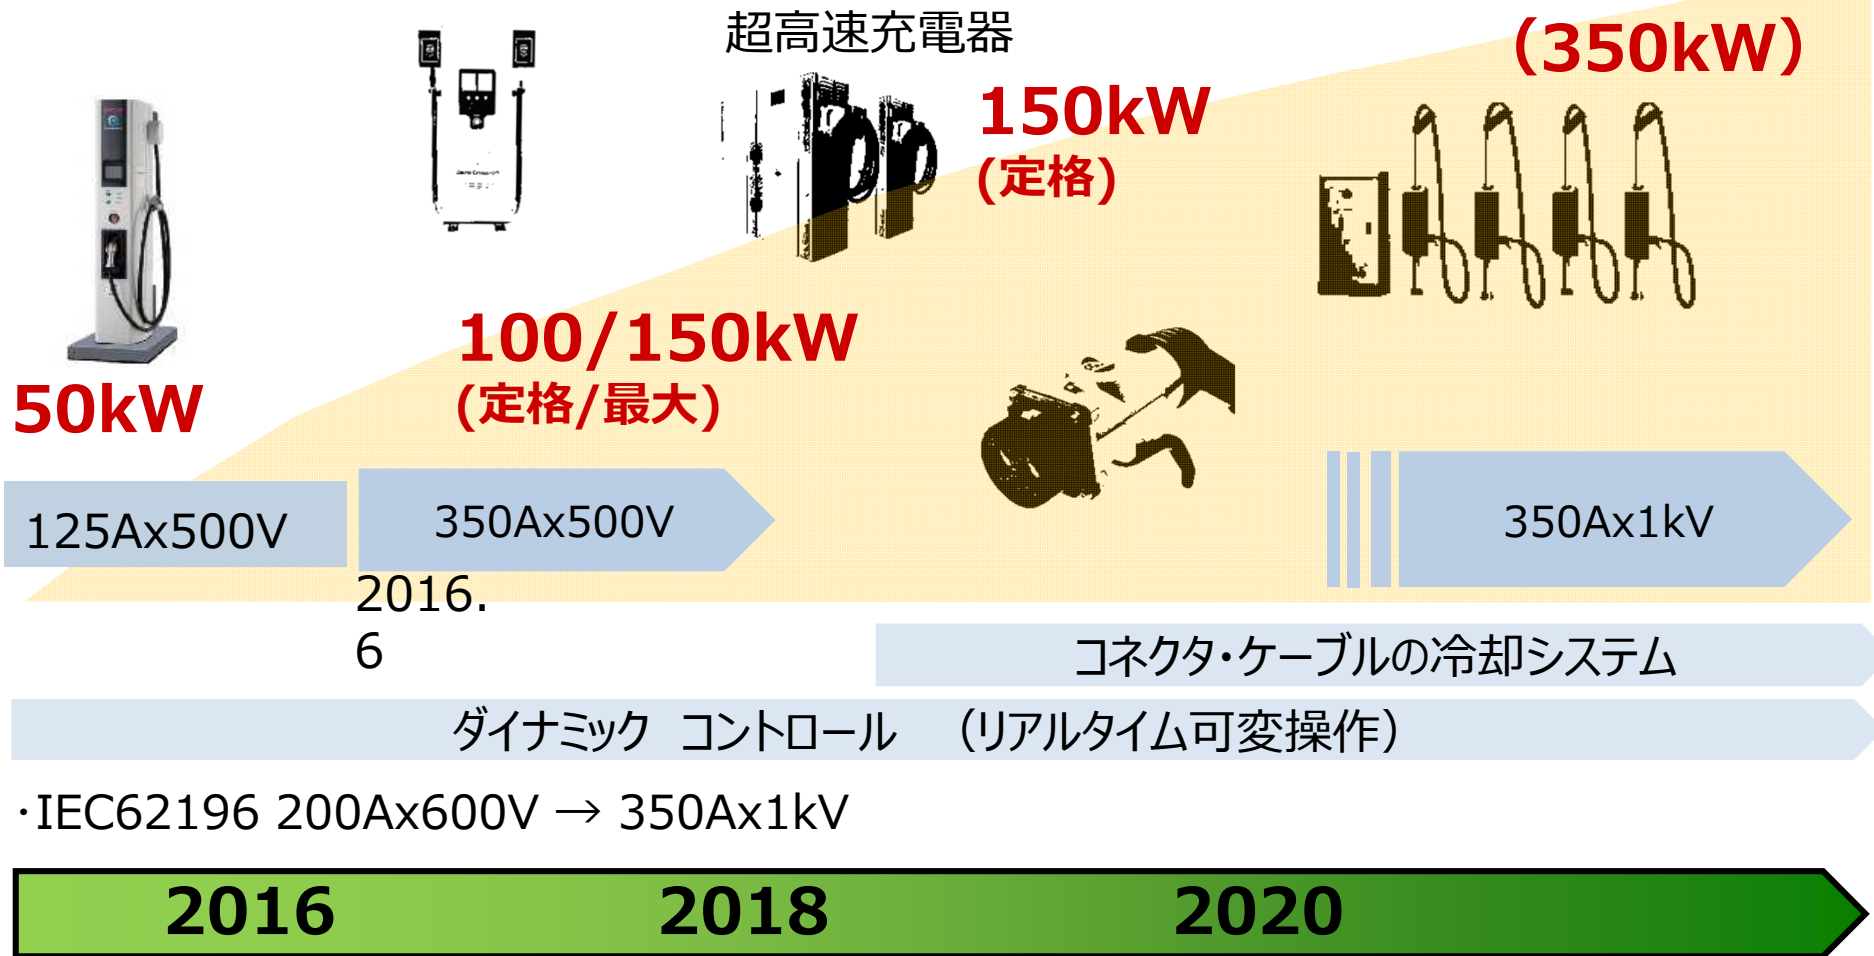 超高速充電器
(350kW)
150kW
(定格)
100/150kW
(定格/最大)
50kW
125Ax500V
350Ax500V
350Ax1kV
2016.
6
コネクタ・ケーブルの冷却システム
ダイナミック コントロール (リアルタイム可変操作)
・IEC62196 200Ax600V → 350Ax1kV
2016
2018
2020